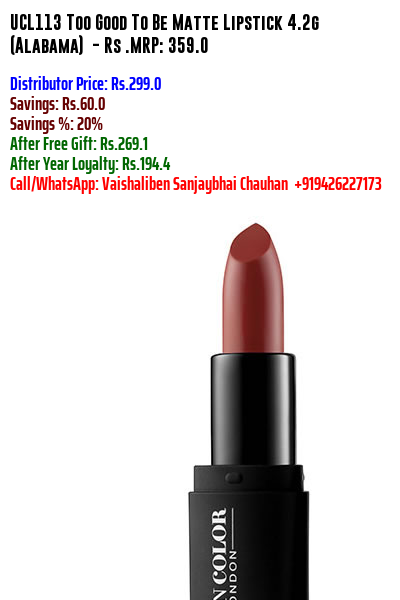 UCL113 Too Good To Be Matte Lipstick 4.2g
(Alabama) - Rs .MRP: 359.0
Distributor Price: Rs.299.0
Savings: Rs.60.0
Savings %: 20%
After Free Gift: Rs.269.1
After Year Loyalty: Rs.194.4
Call/WhatsApp: Vaishaliben Sanjaybhai Chauhan +919426227173
N COLOR
ONDON